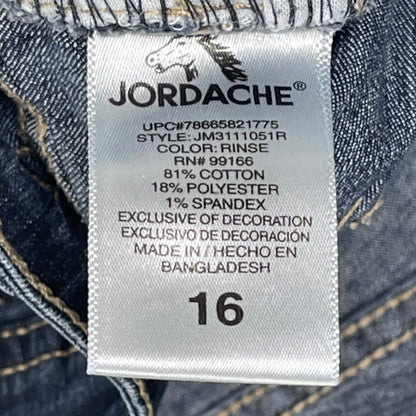 JORDACHE®
UPC#78665821775
STYLE: JM3111051R
COLOR: RINSE
RN# 99166
81% COTTON
18% POLYESTER
1% SPANDEX
EXCLUSIVE OF DECORATION
EXCLUSIVO DE DECORACIÓN
MADE IN / HECHO EN
BANGLADESH
16